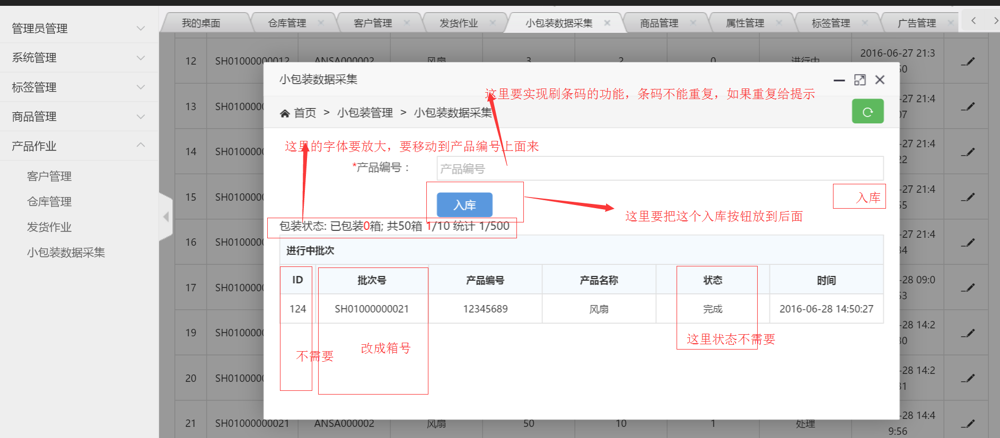 我的桌面 仓库管理 客户管理 发货作业 小包装数据采集 商品管理 属性管理 标签管理 广告管理
管理员管理
系统管理
标签管理
商品管理
产品作业
客户管理
仓库管理
发货作业
小包装数据采集
12 SH01000000012 ANSA000002 风扇 3 2 0 进行中 2016-06-27 21:3
50
13 SH0100000 -27 21:4
07
14 SH0100000 -27 21:4
22
15 SH0100000 -27 21:4
55
16 SH0100000 -27 21:4
34
17 SH0100000 -28 09:0
53
19 SH0100000 -28 14:2
30
20 SH0100000 -28 14:2
31
21 SH01000000021 ANSA000002 风扇 50 10 1 处理 -28 14:4
9:56
小包装数据采集
这里要实现刷条码的功能，条码不能重复，如果重复给提示
首页 > 小包装管理 > 小包装数据采集
这里的字体要放大，要移动到产品编号上面来
*产品编号：
产品编号
入库
入库
这里要把这个入库按钮放到后面
包装状态: 已包装0箱; 共50箱 1/10 统计 1/500
进行中批次
ID 批次号 产品编号 产品名称 状态 时间
124 SH01000000021 12345689 风扇 完成 2016-06-28 14:50:27
不需要
改成箱号
这里状态不需要